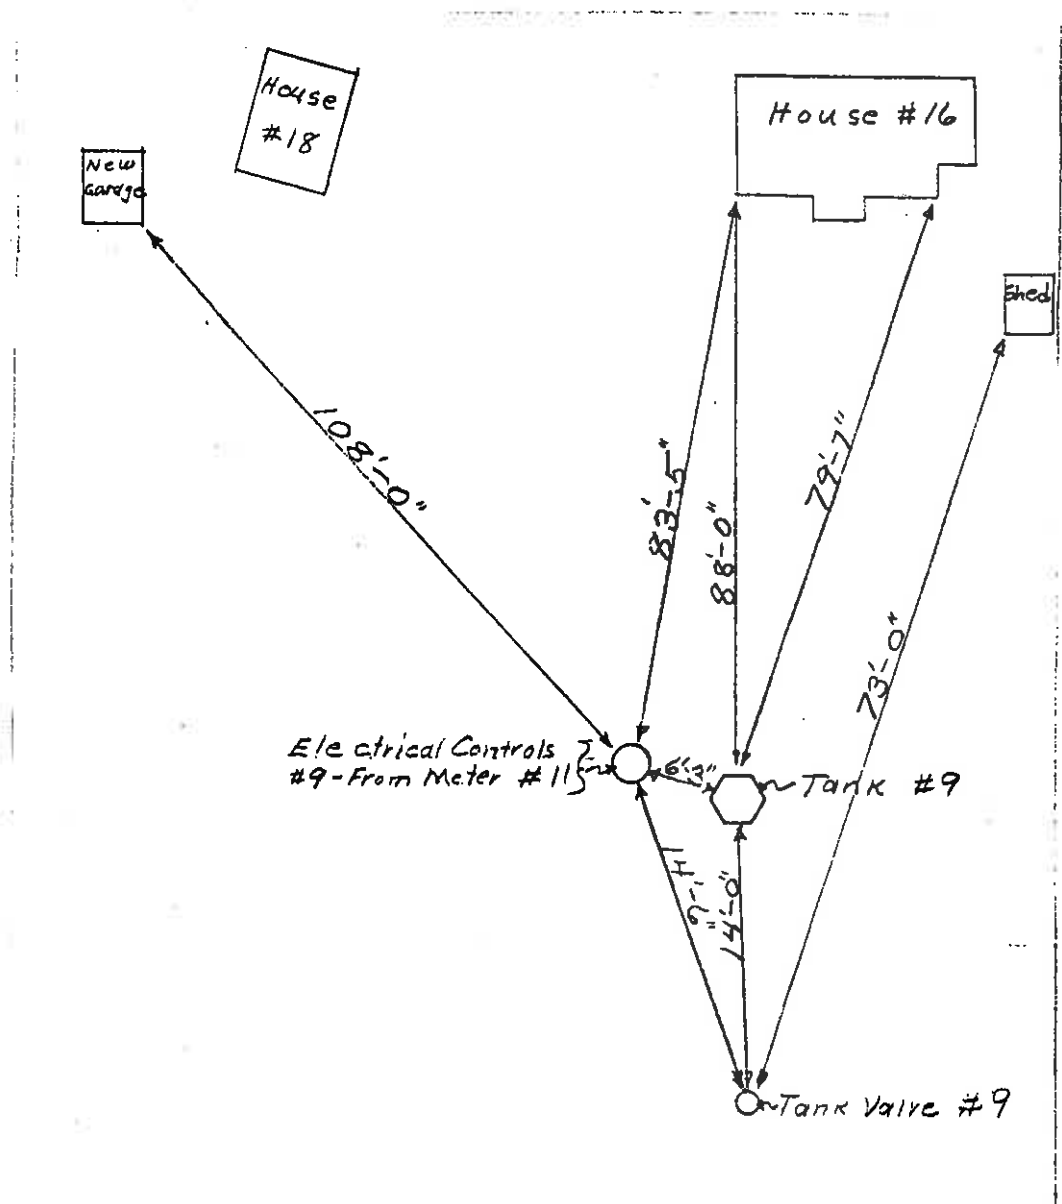 House
#18
House #16
New
Garage
Shed
108'-0"
83'-5"
88'-0"
79'-7"
73'-0"
Electrical Controls
#9-From Meter #11
6'-3"
Tank #9
14'-0"
Tank Valve #9